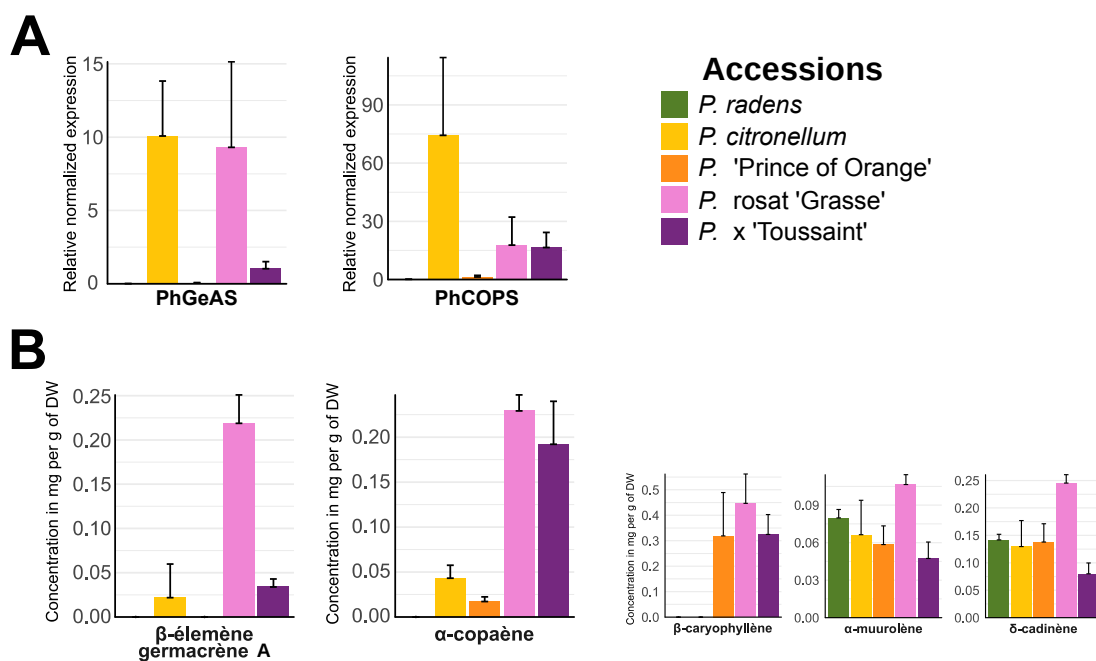 A
Relative normalized expression
15
10
5
0
PhGeAS
Relative normalized expression
90
60
30
0
PhCOPS
Accessions
P. radens
P. citronellum
P. 'Prince of Orange'
P. rosat 'Grasse'
P. x 'Toussaint'
B
Concentration in mg per g of DW
0.25
0.20
0.15
0.10
0.05
0.00
β-élemène
germacrène A
Concentration in mg per g of DW
0.20
0.15
0.10
0.05
0.00
α-copaène
Concentration in mg per g of DW
0.5
0.4
0.3
0.2
0.1
0.0
β-caryophyllène
0.09
0.06
0.03
0.00
α-muurolène
0.25
0.20
0.15
0.10
0.05
0.00
δ-cadinène